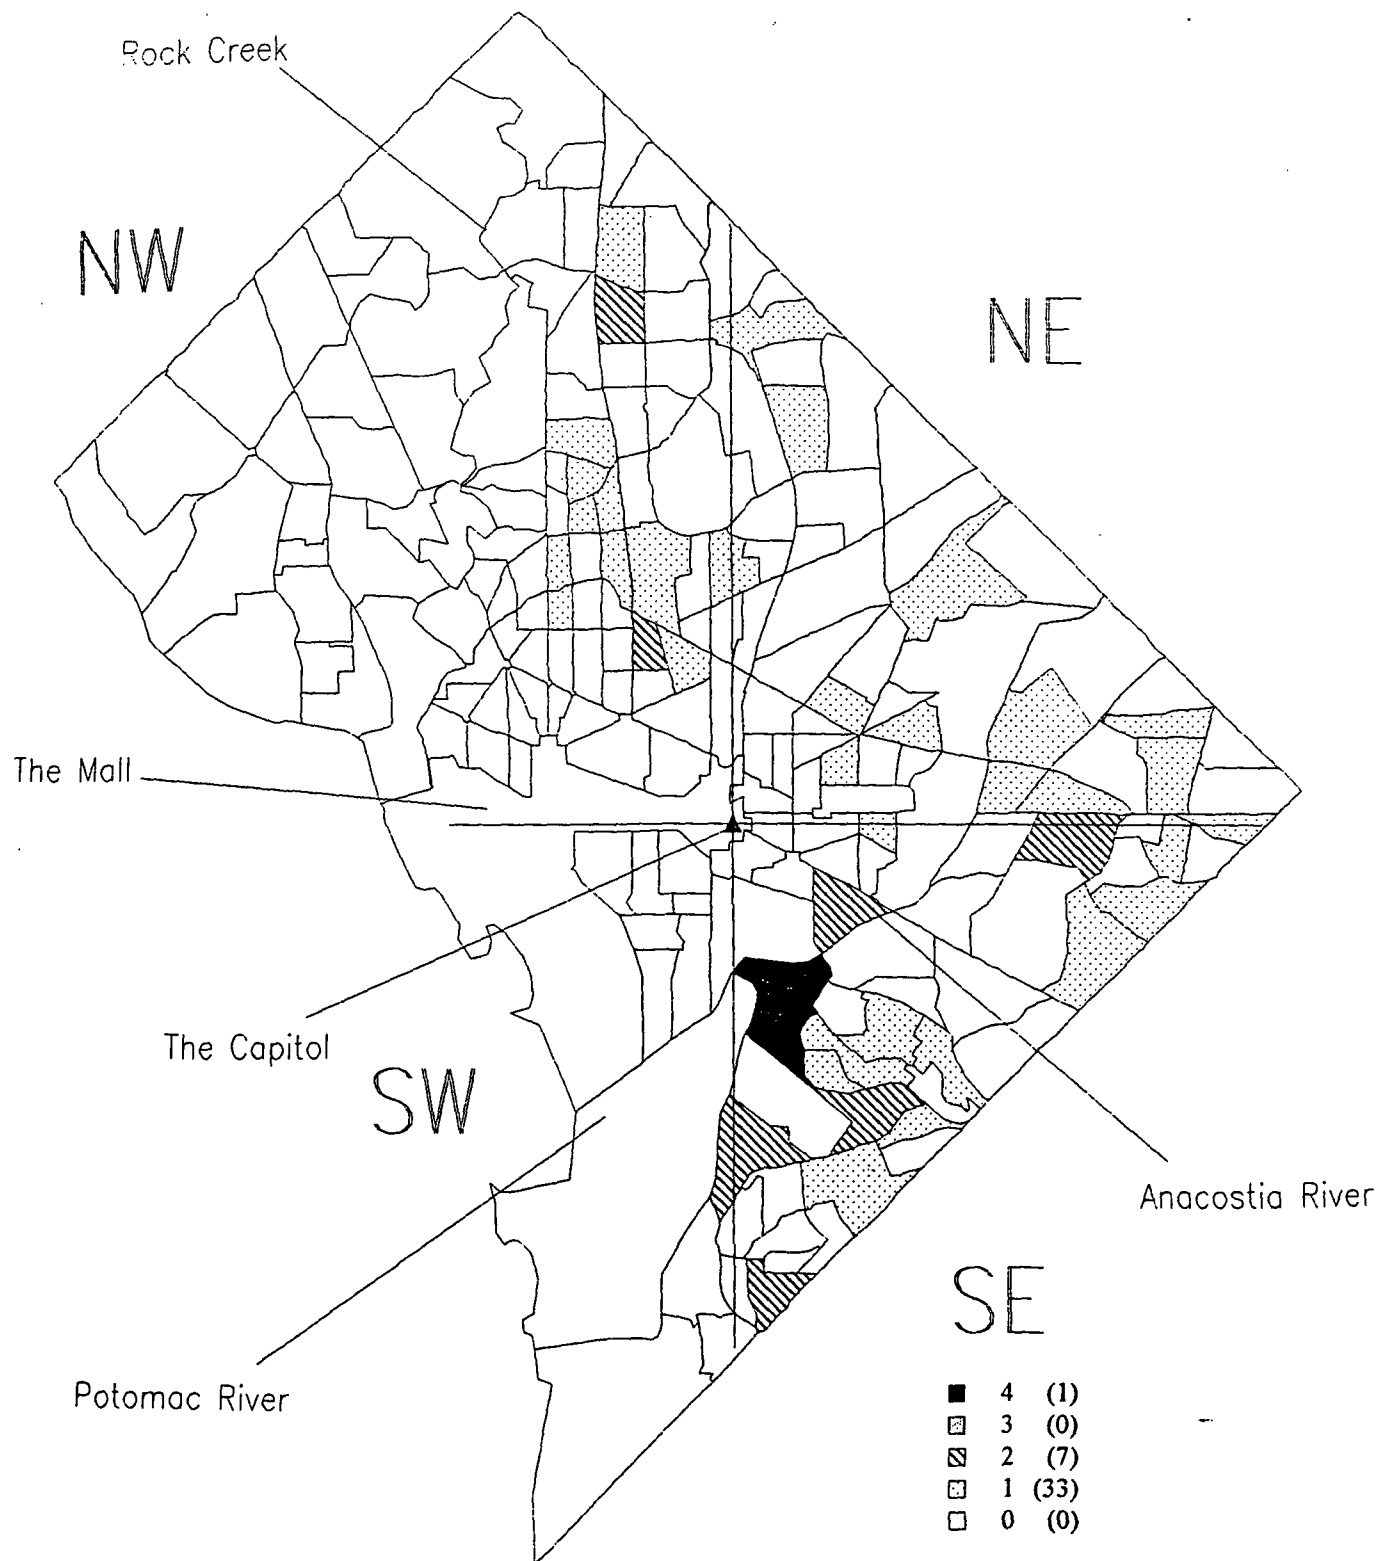 Rock Creek
NW
NE
The Mall
The Capitol
SW
Anacostia River
SE
Potomac River
4 (1)
3 (0)
2 (7)
1 (33)
0 (0)